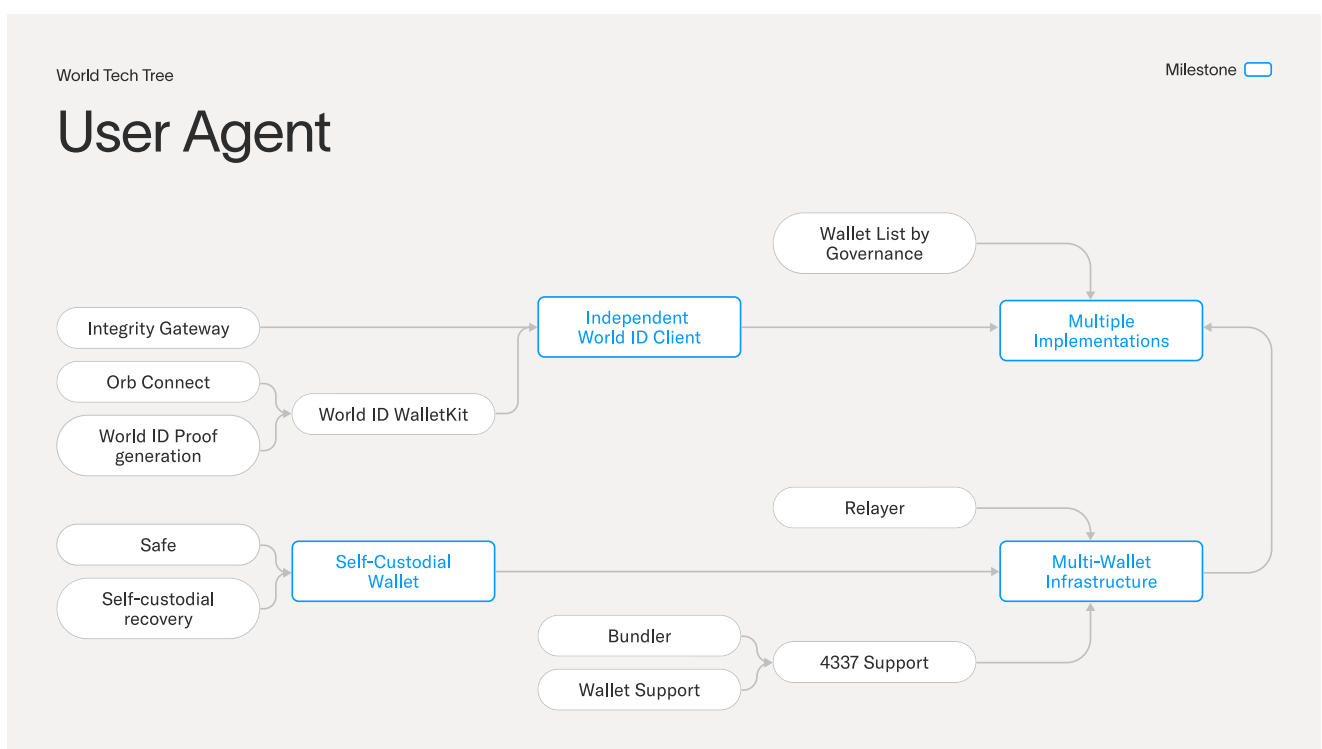 World Tech Tree
Milestone
User Agent
Wallet List by
Governance
Integrity Gateway
Independent
World ID Client
Multiple
Implementations
Orb Connect
World ID WalletKit
World ID Proof
generation
Relayer
Safe
Self-Custodial
Wallet
Multi-Wallet
Infrastructure
Self-custodial
recovery
Bundler
4337 Support
Wallet Support